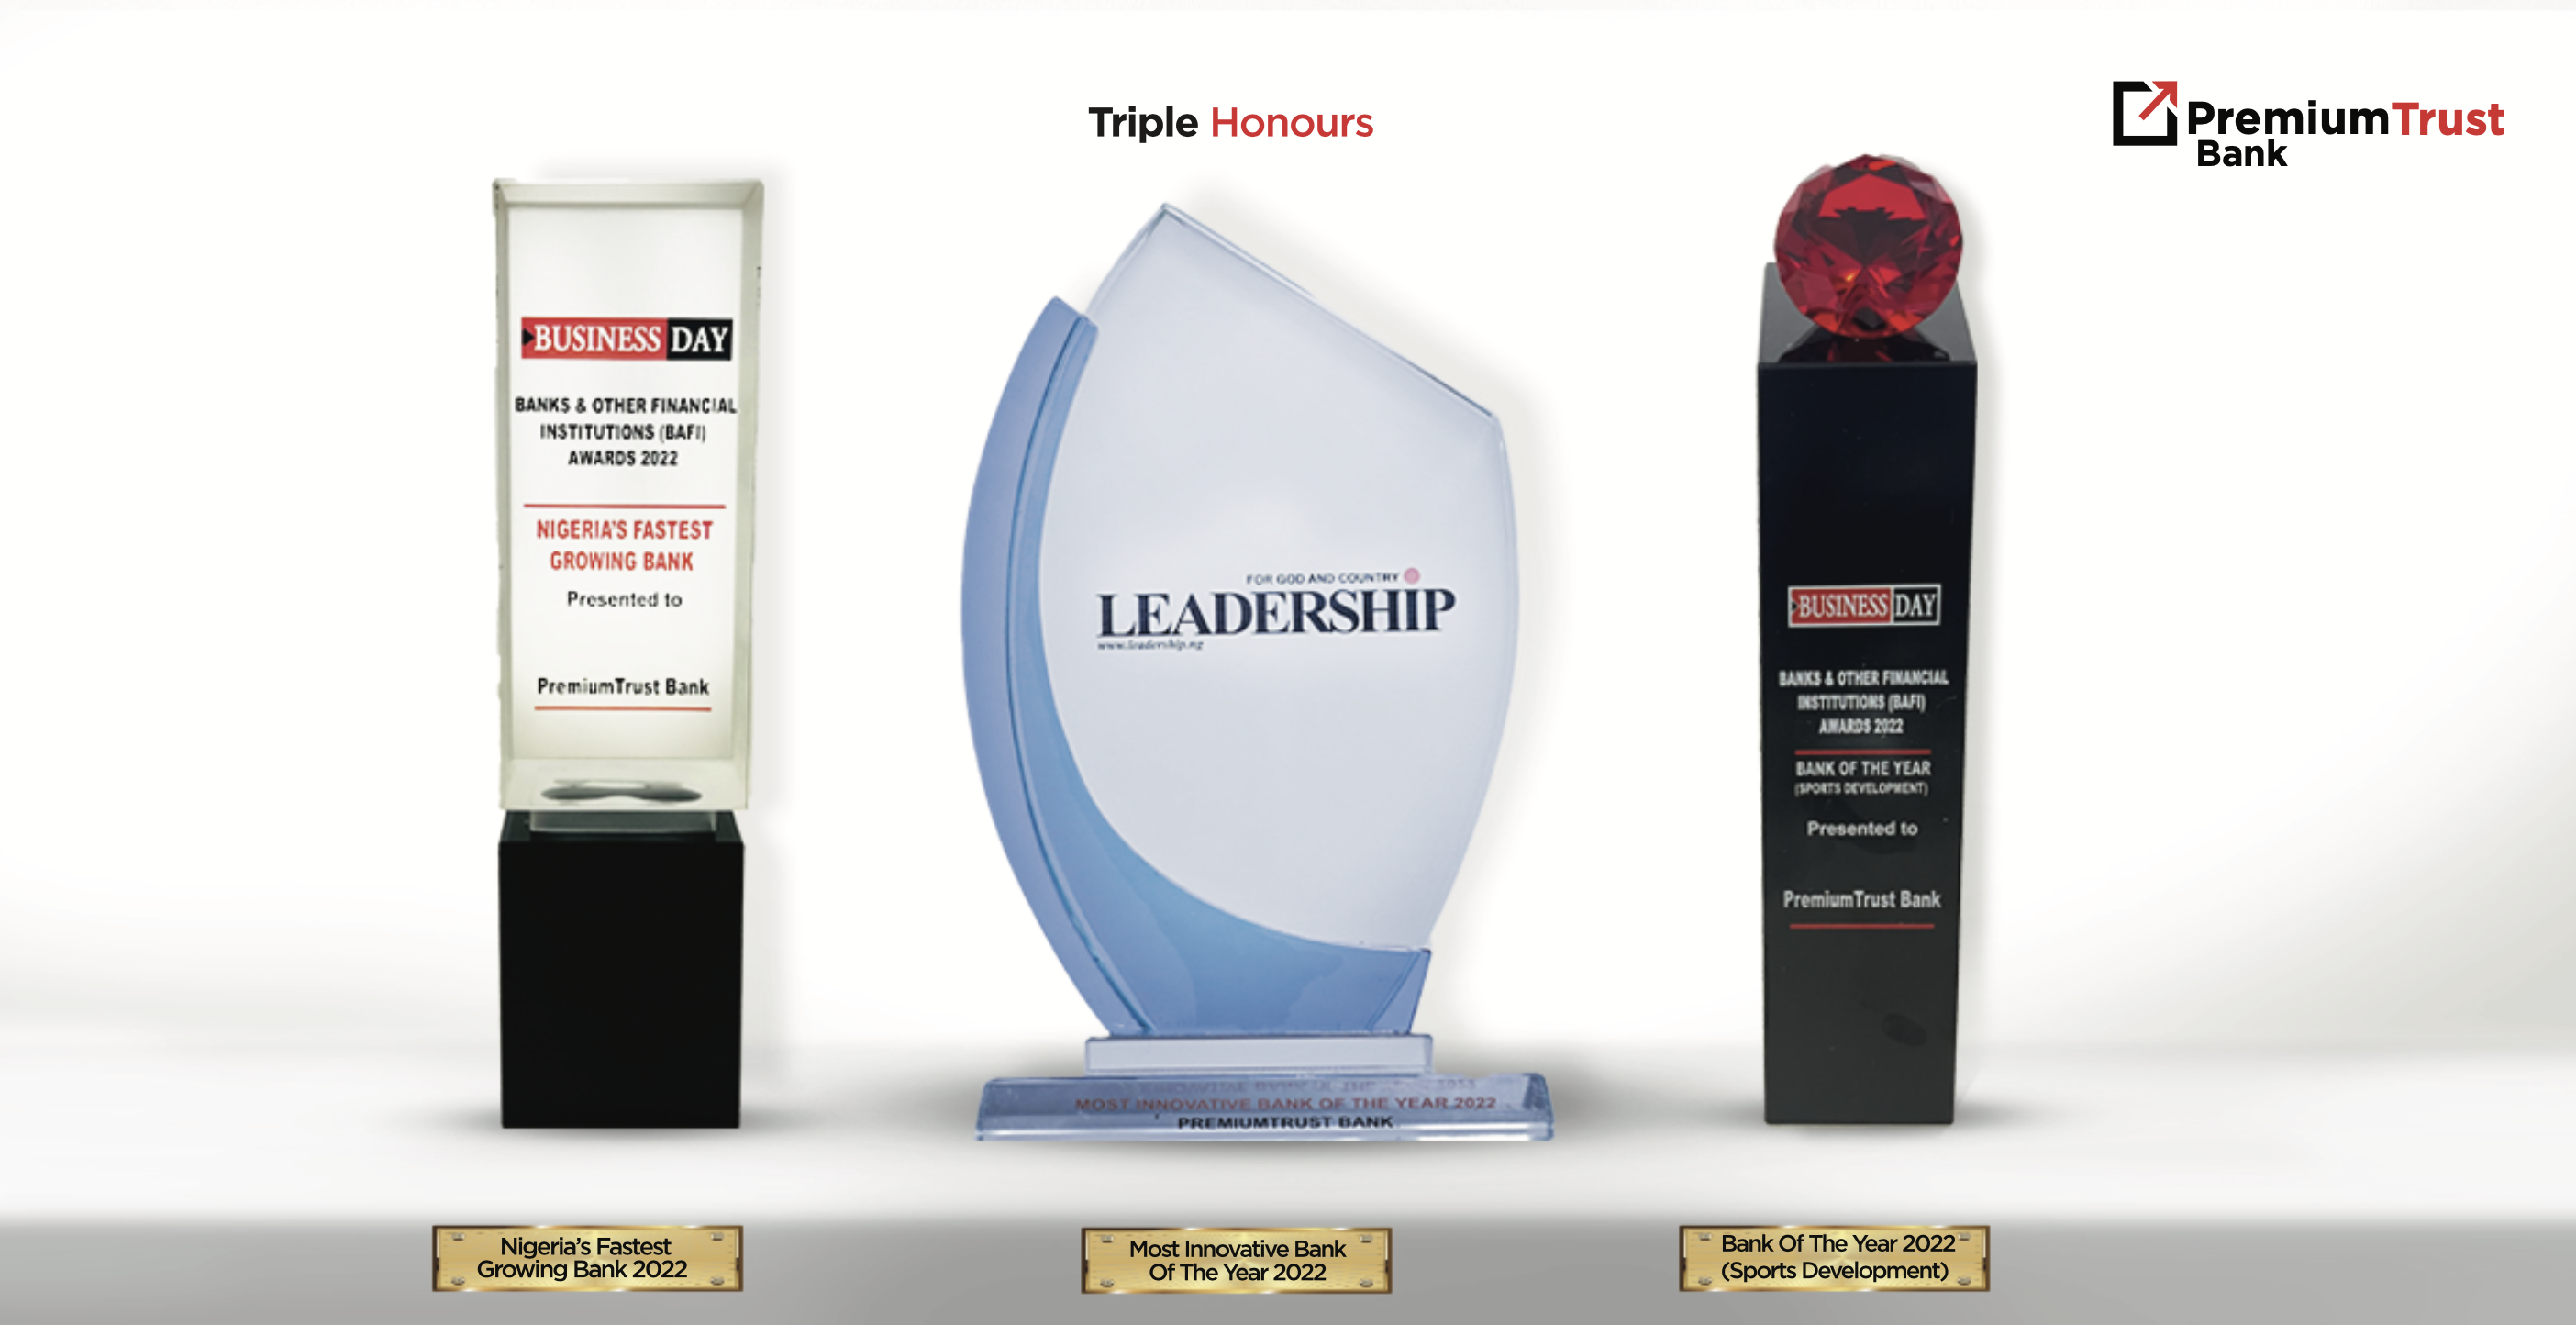 Triple Honours
PremiumTrust
Bank
BUSINESS DAY
BANKS & OTHER FINANCIAL
INSTITUTIONS (BAFI)
AWARDS 2022
NIGERIA'S FASTEST
GROWING BANK
Presented to
PremiumTrust Bank
FOR GOD AND COUNTRY
LEADERSHIP
www.leadership.ng
MOST INNOVATIVE BANK OF THE YEAR 2022
PREMIUMTRUST BANK
BUSINESS DAY
BANKS & OTHER FINANCIAL
INSTITUTIONS (BAFI)
AWARDS 2022
BANK OF THE YEAR
(SPORTS DEVELOPMENT)
Presented to
PremiumTrust Bank
Nigeria's Fastest
Growing Bank 2022
Most Innovative Bank
Of The Year 2022
Bank Of The Year 2022
(Sports Development)